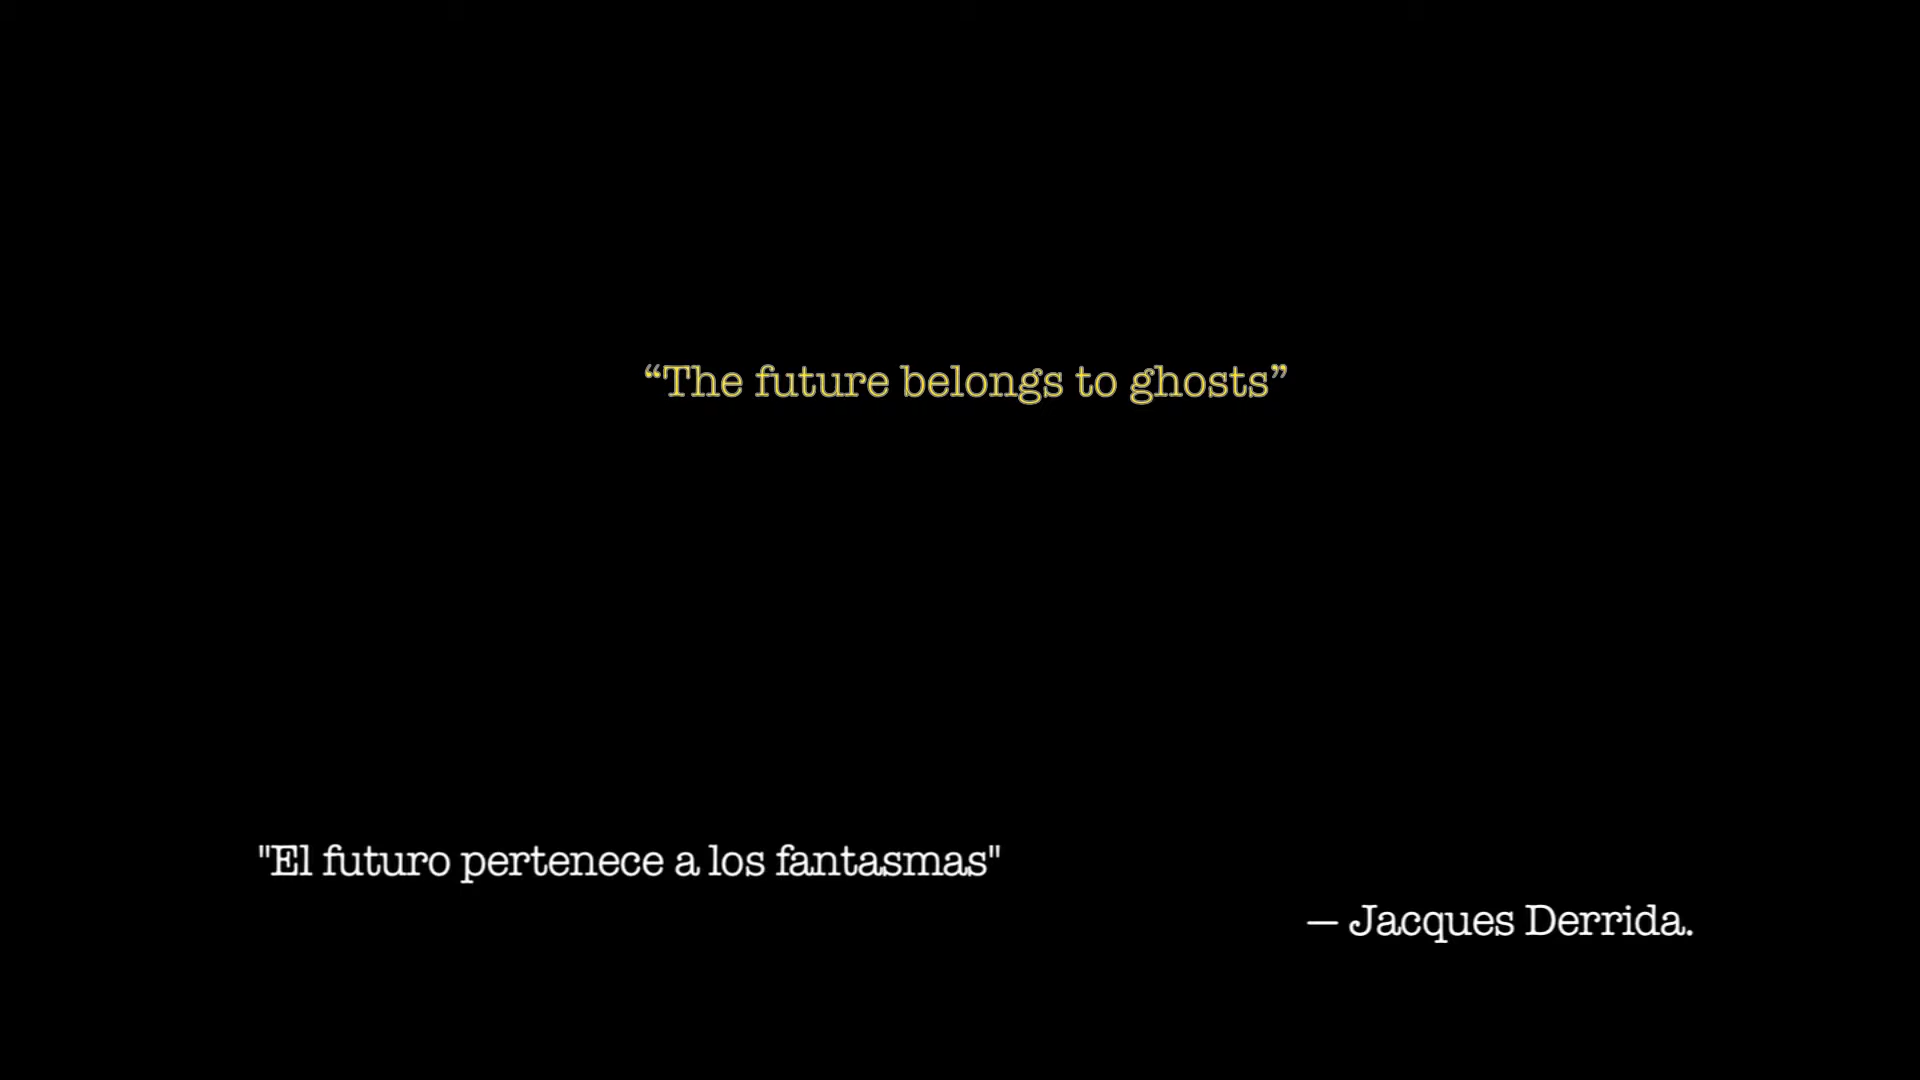 “The future belongs to ghosts”
"El futuro pertenece a los fantasmas"
— Jacques Derrida.